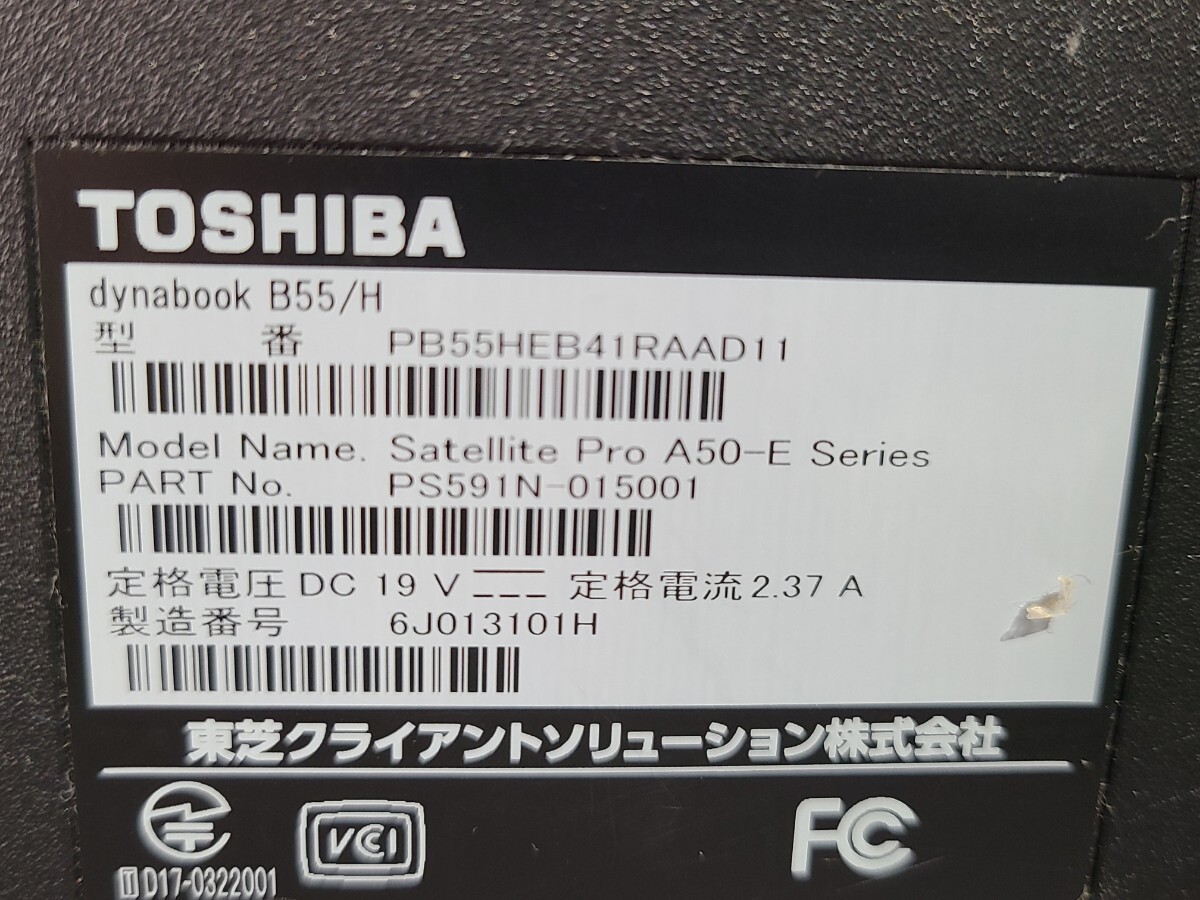 TOSHIBA
dynabook B55/H
型 番 PB55HEB41RAAD11
Model Name. Satellite Pro A50-E Series
PART No. PS591N-015001
定格電圧 DC 19 V 定格電流 2.37 A
製造番号 6J013101H
東芝クライアントソリューション株式会社
VCI FC
T D17-0322001